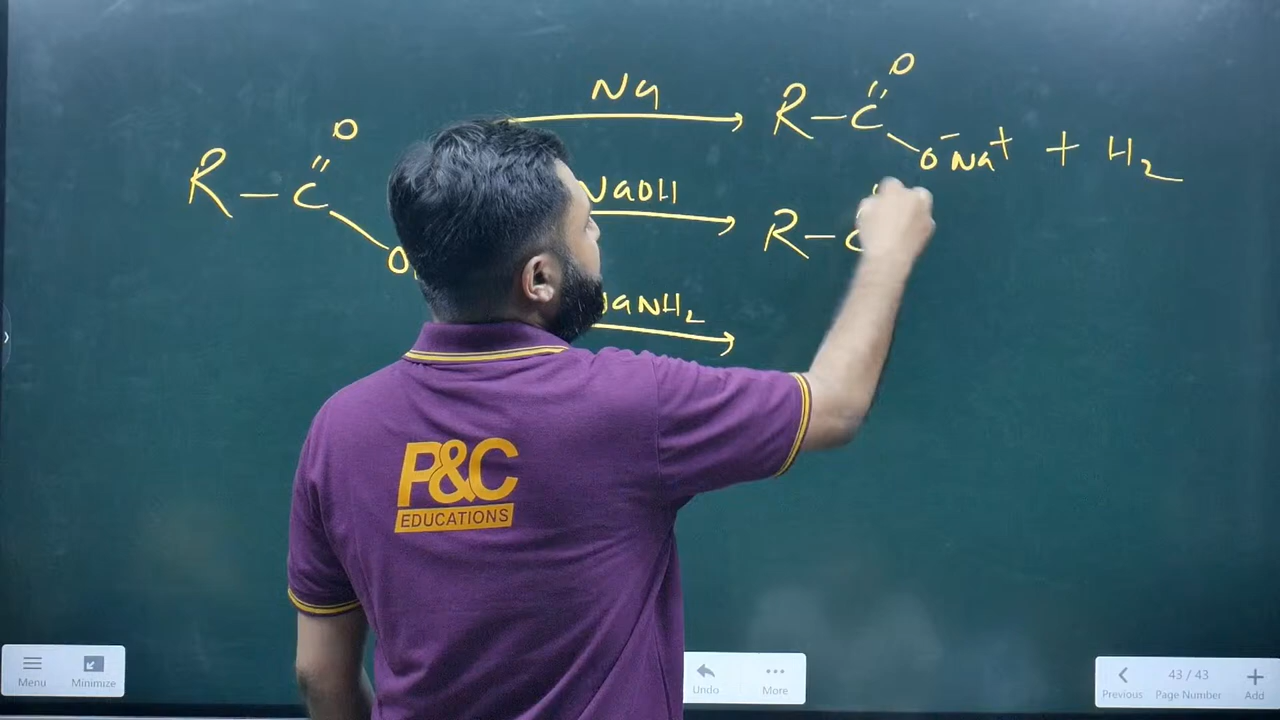 O
Na
R-C
O⁻Na⁺ + H₂
O
R-C
O
NaOH
R-C
NaNH₂
P&C
EDUCATIONS
Menu
Minimize
Undo
More
Previous
43 / 43
Page Number
Add